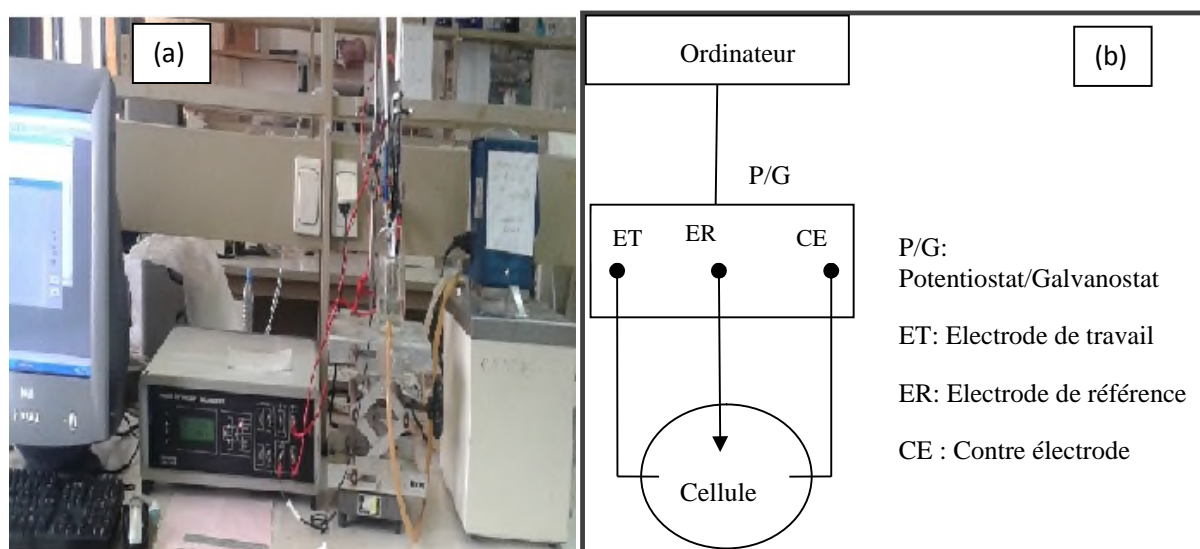 (a)
(b)
Ordinateur
P/G
ET ER CE
Cellule
P/G:
Potentiostat/Galvanostat
ET: Electrode de travail
ER: Electrode de référence
CE : Contre électrode